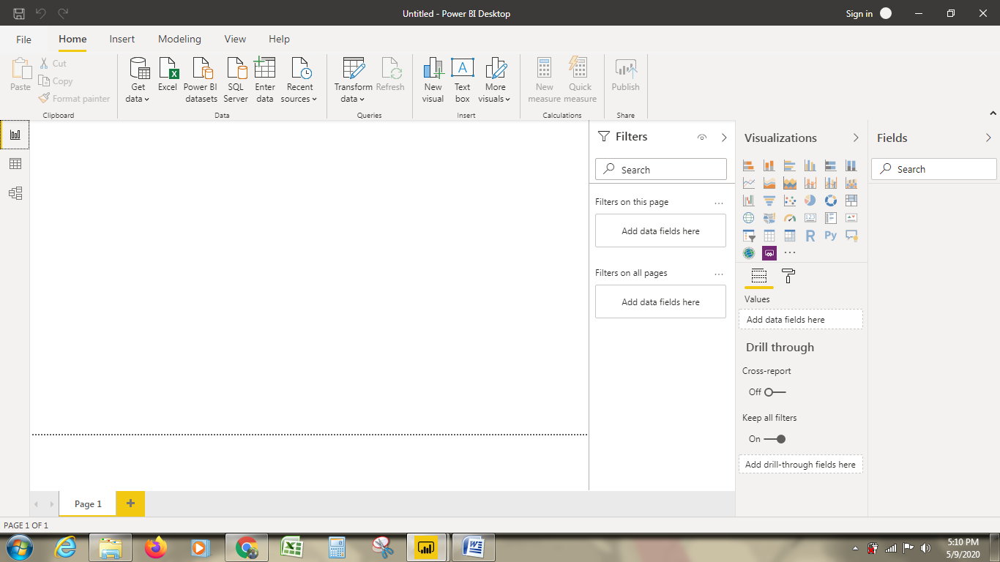 Untitled - Power BI Desktop
Sign in
File Home Insert Modeling View Help
Paste
Cut
Copy
Format painter
Clipboard
Get data
Excel
Power BI datasets
SQL Server
Enter data
Recent sources
Data
Transform data
Refresh
Queries
New visual
Text box
More visuals
Insert
New measure
Quick measure
Calculations
Publish
Share
Filters
Search
Filters on this page
...
Add data fields here
Filters on all pages
...
Add data fields here
Visualizations
123
R
Py
...
Values
Add data fields here
Drill through
Cross-report
Off
Keep all filters
On
Add drill-through fields here
Fields
Search
Page 1
+
PAGE 1 OF 1
5:10 PM
5/9/2020